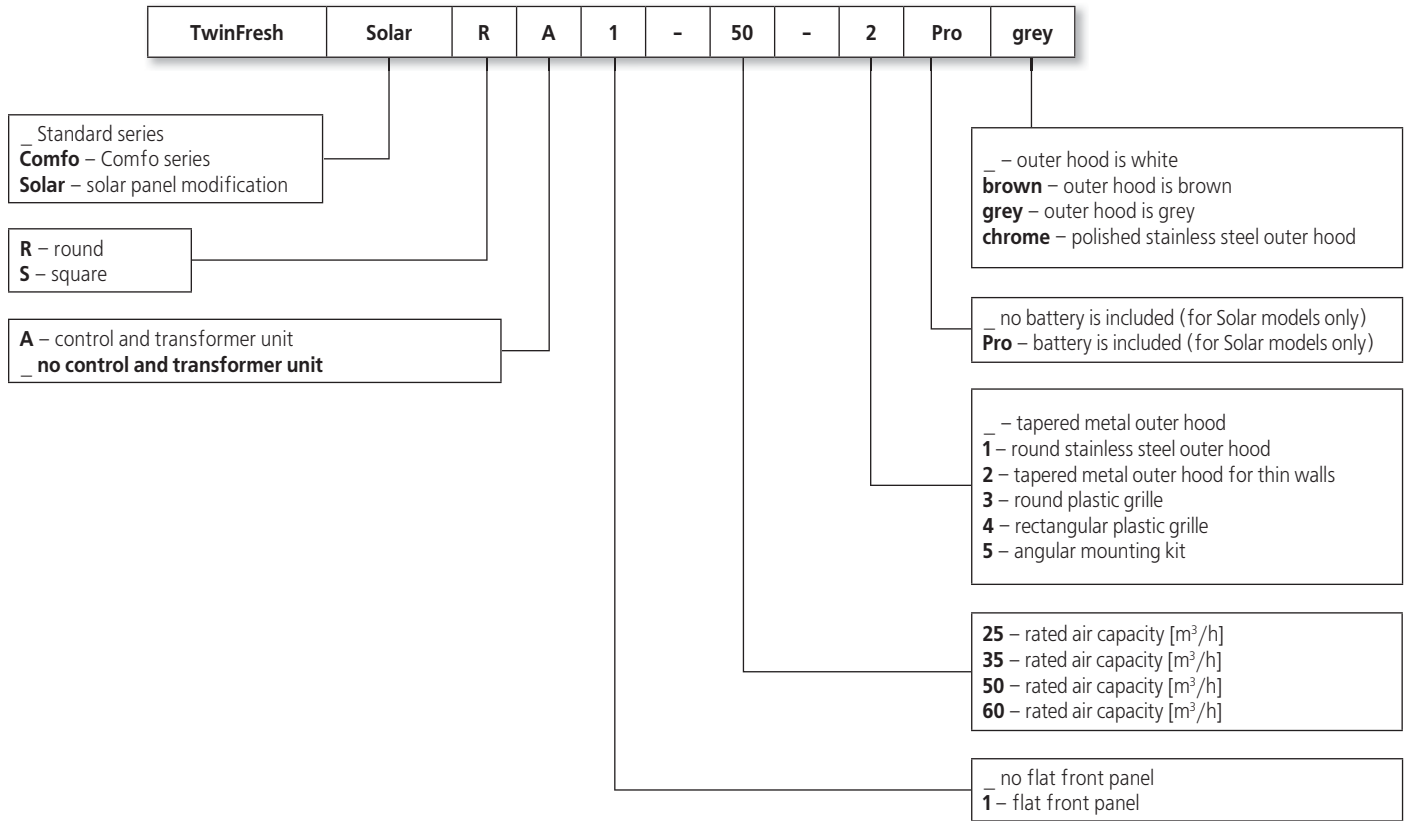 TwinFresh Solar R A 1 – 50 – 2 Pro grey
_ Standard series
Comfo – Comfo series
Solar – solar panel modification
R – round
S – square
A – control and transformer unit
_ no control and transformer unit
_ – outer hood is white
brown – outer hood is brown
grey – outer hood is grey
chrome – polished stainless steel outer hood
_ no battery is included (for Solar models only)
Pro – battery is included (for Solar models only)
_ – tapered metal outer hood
1 – round stainless steel outer hood
2 – tapered metal outer hood for thin walls
3 – round plastic grille
4 – rectangular plastic grille
5 – angular mounting kit
25 – rated air capacity [m³/h]
35 – rated air capacity [m³/h]
50 – rated air capacity [m³/h]
60 – rated air capacity [m³/h]
_ no flat front panel
1 – flat front panel